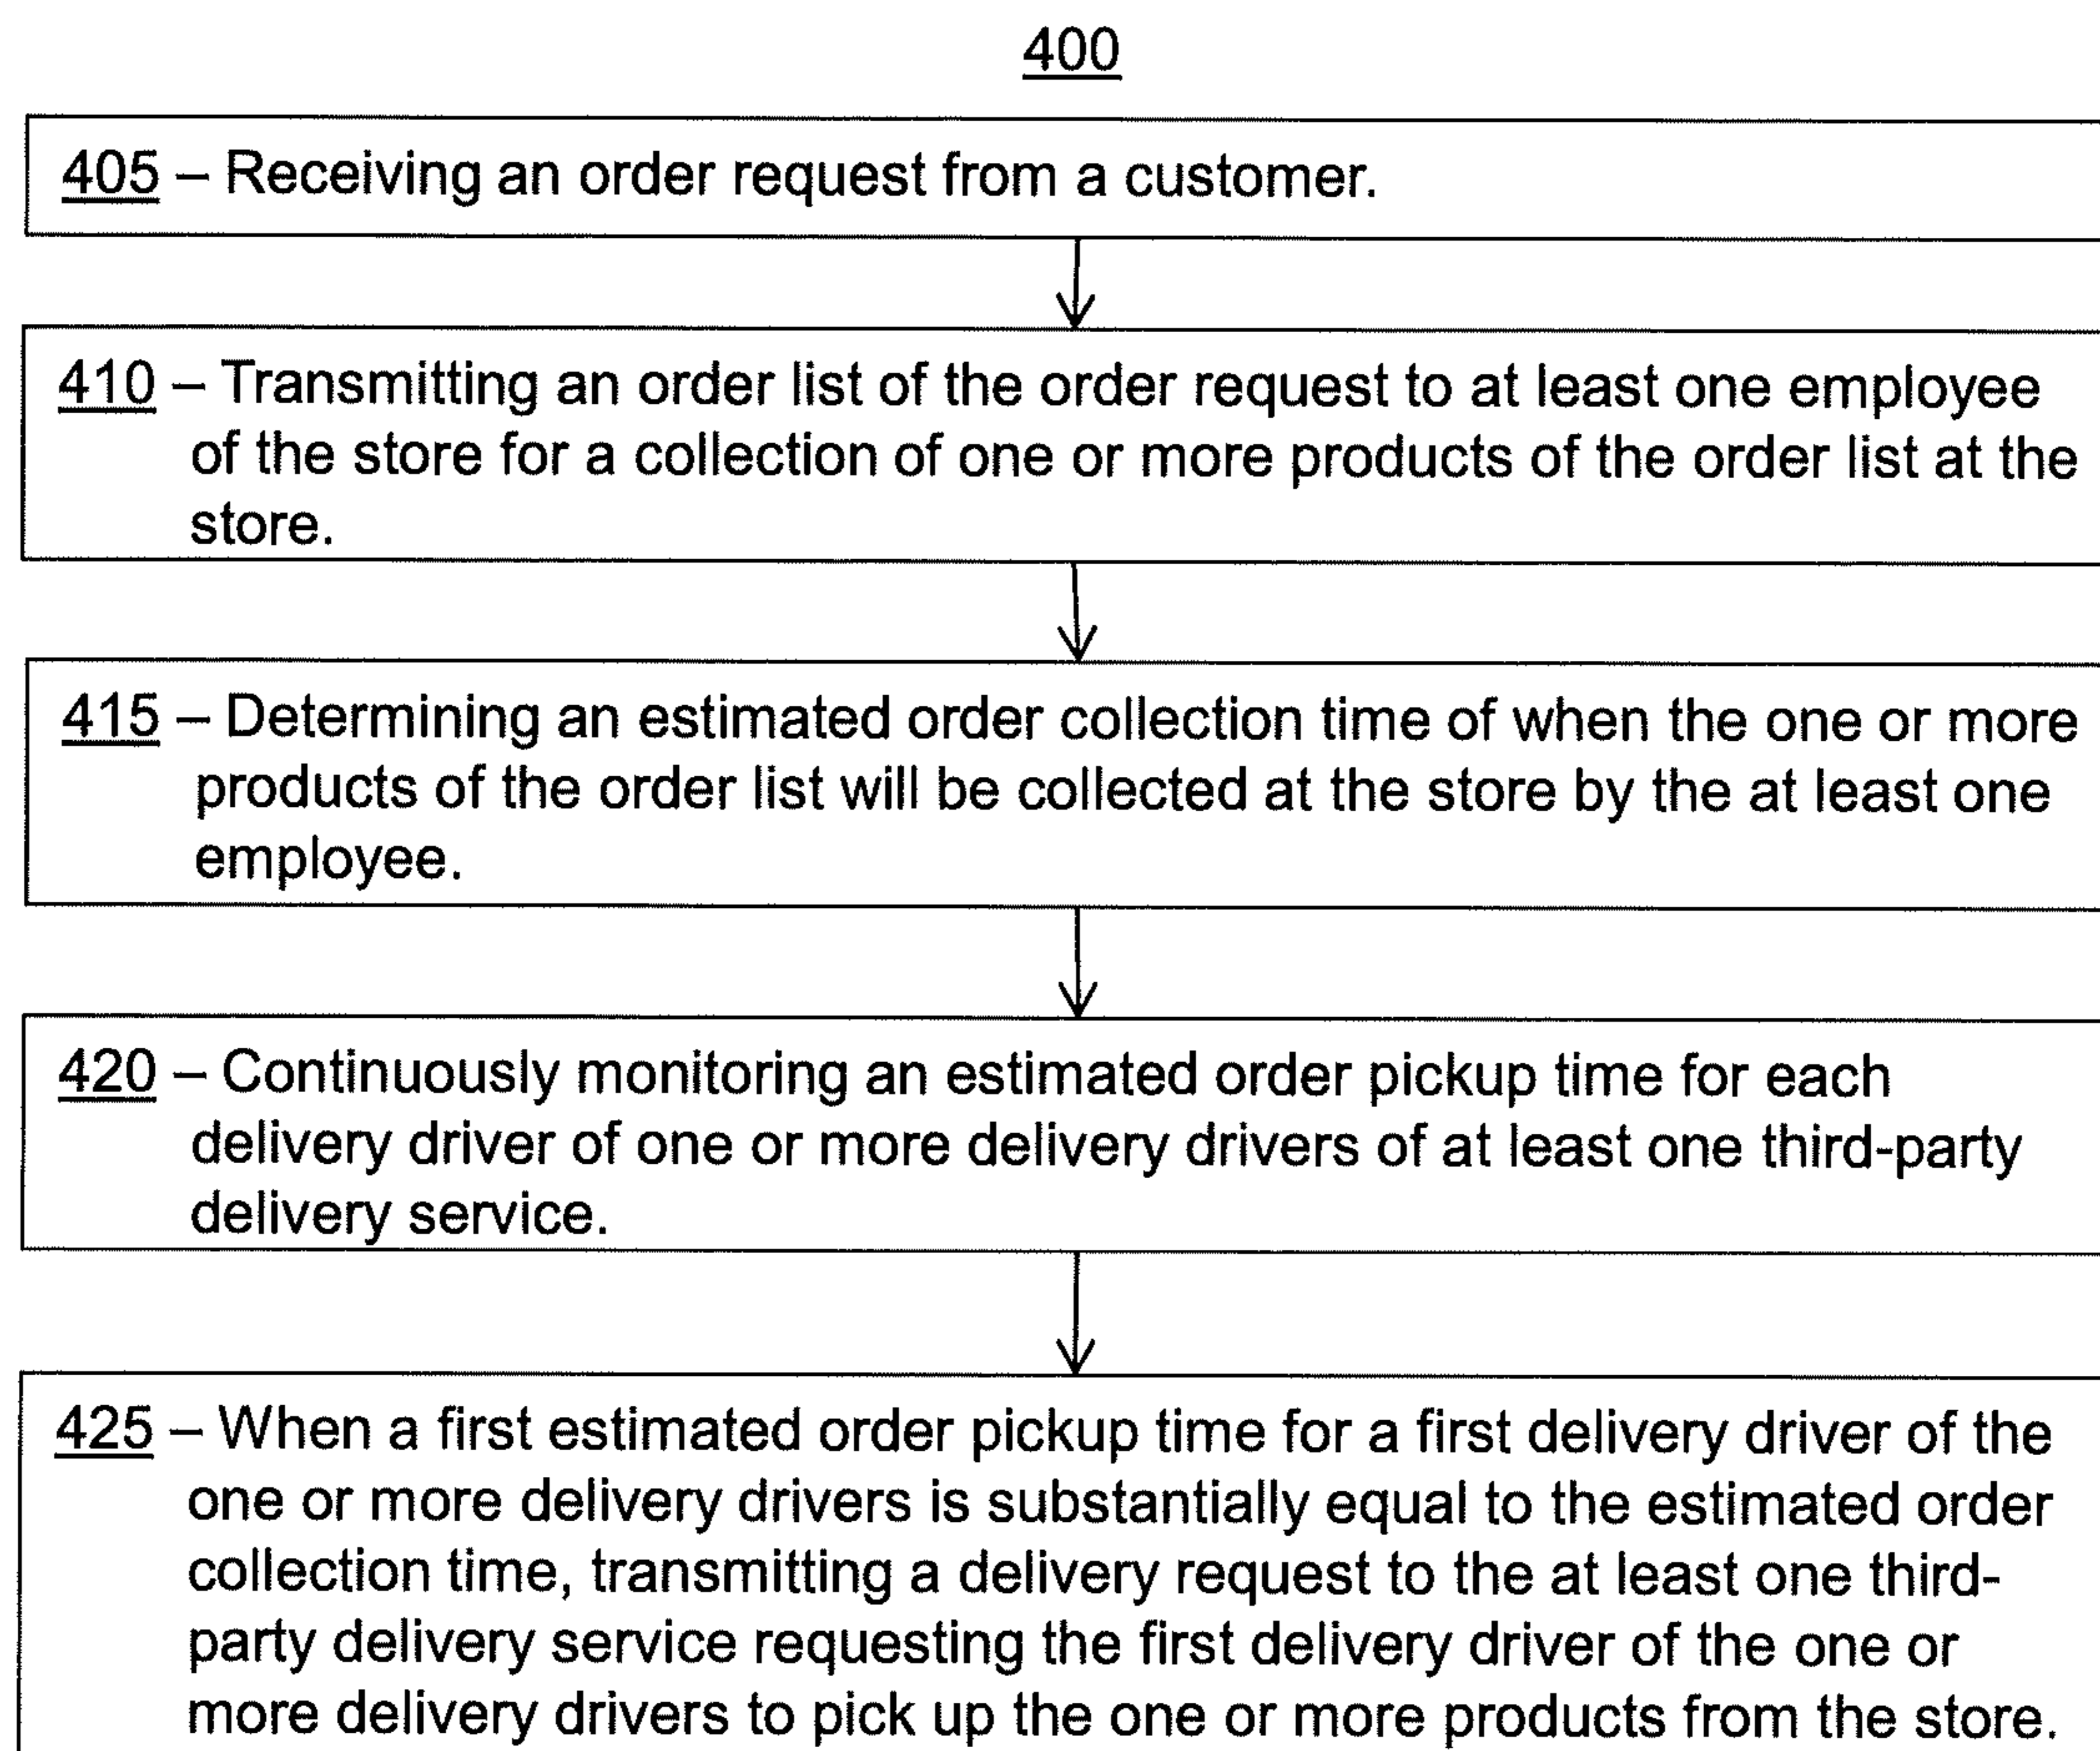 400
405 – Receiving an order request from a customer.
410 – Transmitting an order list of the order request to at least one employee
of the store for a collection of one or more products of the order list at the
store.
415 – Determining an estimated order collection time of when the one or more
products of the order list will be collected at the store by the at least one
employee.
420 – Continuously monitoring an estimated order pickup time for each
delivery driver of one or more delivery drivers of at least one third-party
delivery service.
425 – When a first estimated order pickup time for a first delivery driver of the
one or more delivery drivers is substantially equal to the estimated order
collection time, transmitting a delivery request to the at least one third-
party delivery service requesting the first delivery driver of the one or
more delivery drivers to pick up the one or more products from the store.